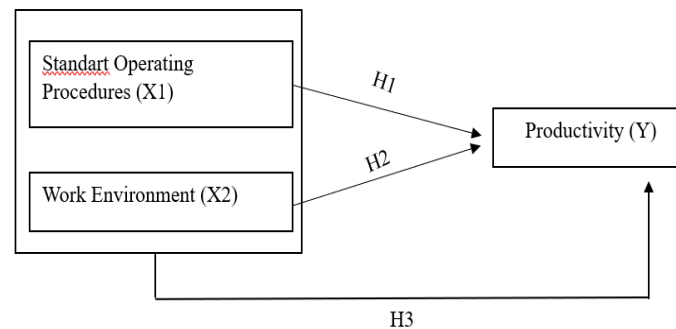 Standart Operating
Procedures (X1)
H1
Productivity (Y)
H2
Work Environment (X2)
H3